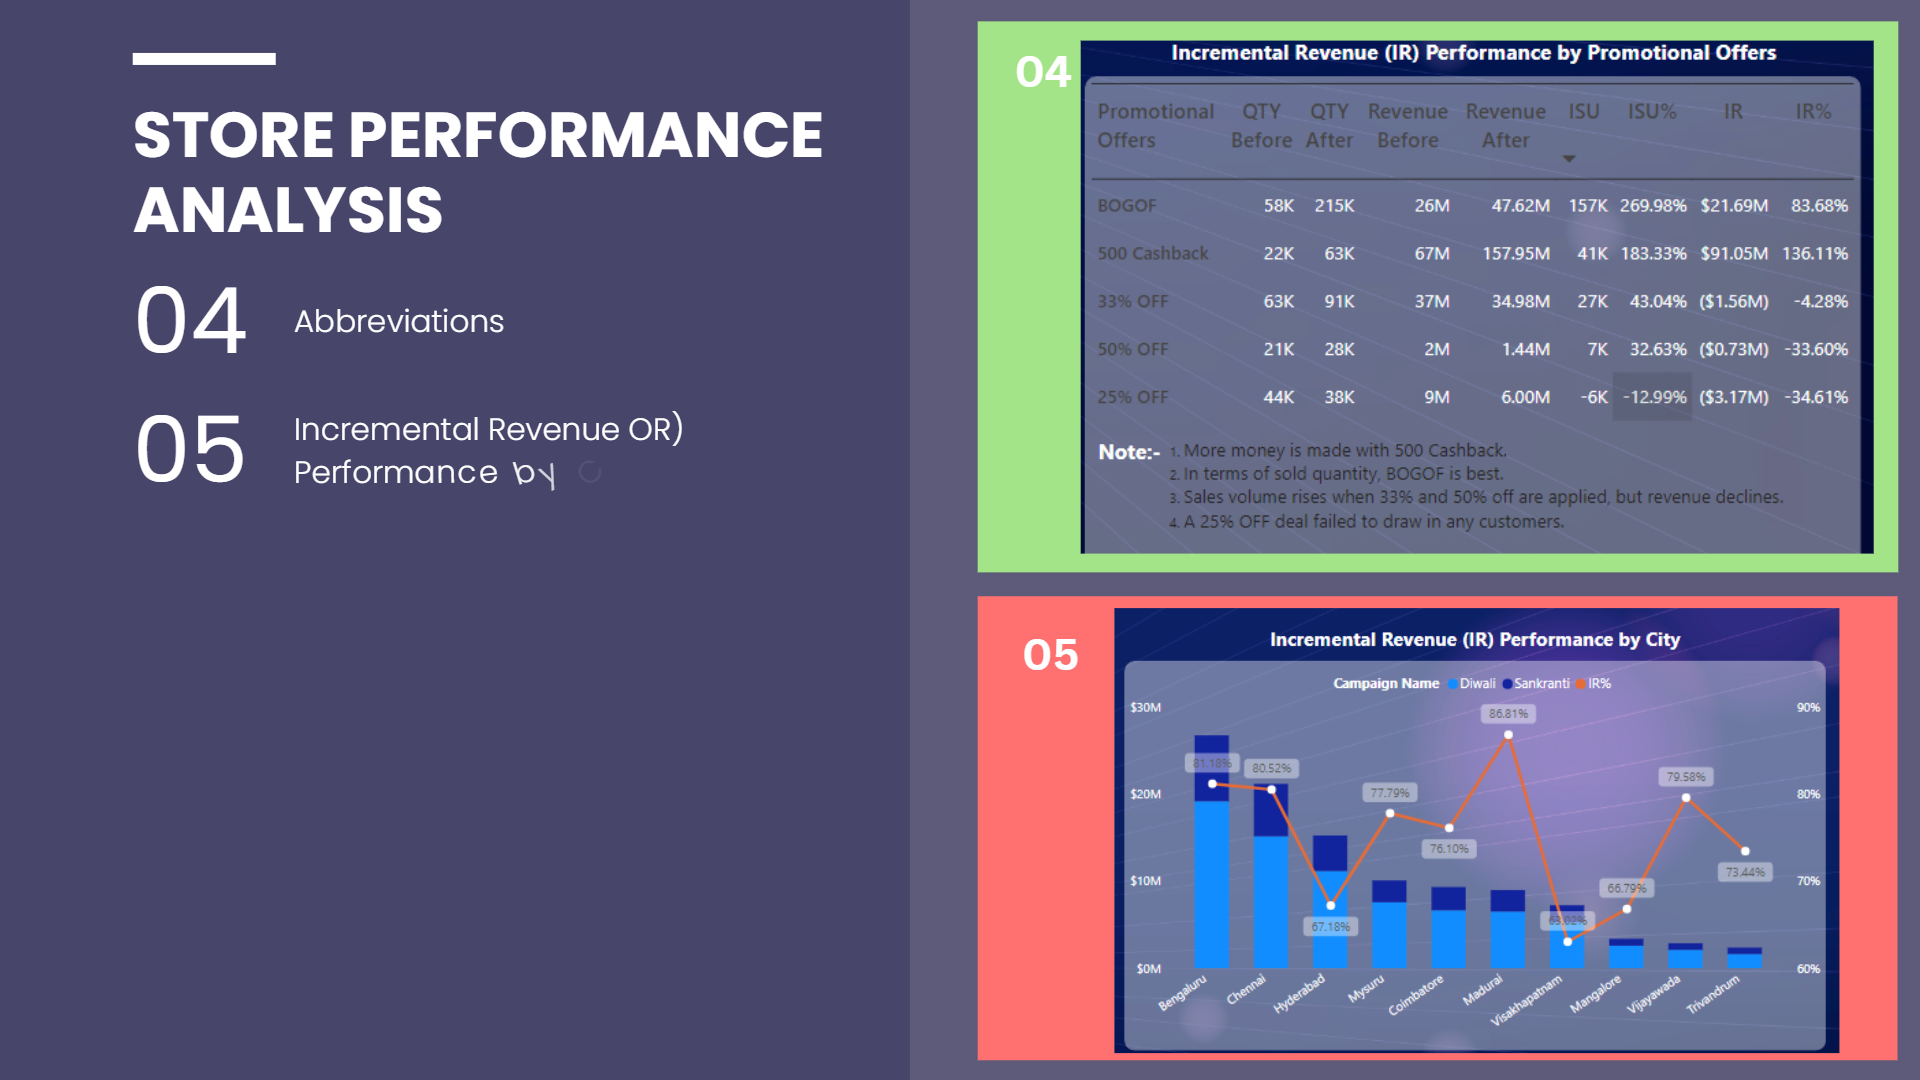 STORE PERFORMANCE
ANALYSIS
04 Abbreviations
05 Incremental Revenue OR)
Performance by
04
Incremental Revenue (IR) Performance by Promotional Offers
Promotional Offers QTY Before QTY After Revenue Before Revenue After ISU ISU% IR IR%
BOGOF 58K 215K 26M 47.62M 157K 269.98% $21.69M 83.68%
500 Cashback 22K 63K 67M 157.95M 41K 183.33% $91.05M 136.11%
33% OFF 63K 91K 37M 34.98M 27K 43.04% ($1.56M) -4.28%
50% OFF 21K 28K 2M 1.44M 7K 32.63% ($0.73M) -33.60%
25% OFF 44K 38K 9M 6.00M -6K -12.99% ($3.17M) -34.61%
Note:- 1. More money is made with 500 Cashback.
2. In terms of sold quantity, BOGOF is best.
3. Sales volume rises when 33% and 50% off are applied, but revenue declines.
4. A 25% OFF deal failed to draw in any customers.
05
Incremental Revenue (IR) Performance by City
Campaign Name Diwali Sankranti IR%
$30M 90%
86.81%
81.18% 80.52% 79.58%
$20M 77.79% 80%
76.10%
73.44%
$10M 66.79% 70%
67.18% 63.02%
$0M 60%
Bengaluru Chennai Hyderabad Mysuru Coimbatore Madurai Visakhapatnam Mangalore Vijayawada Trivandrum